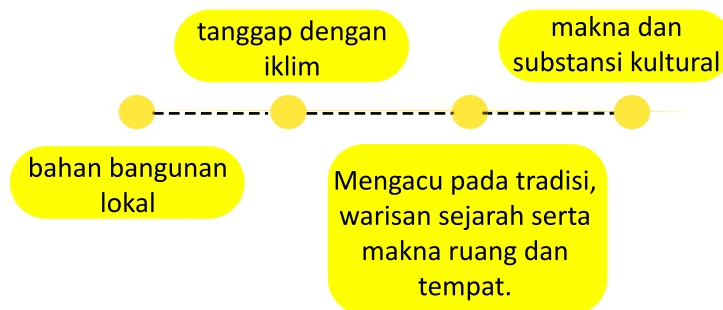 tanggap dengan
iklim
makna dan
substansi kultural
bahan bangunan
lokal
Mengacu pada tradisi,
warisan sejarah serta
makna ruang dan
tempat.